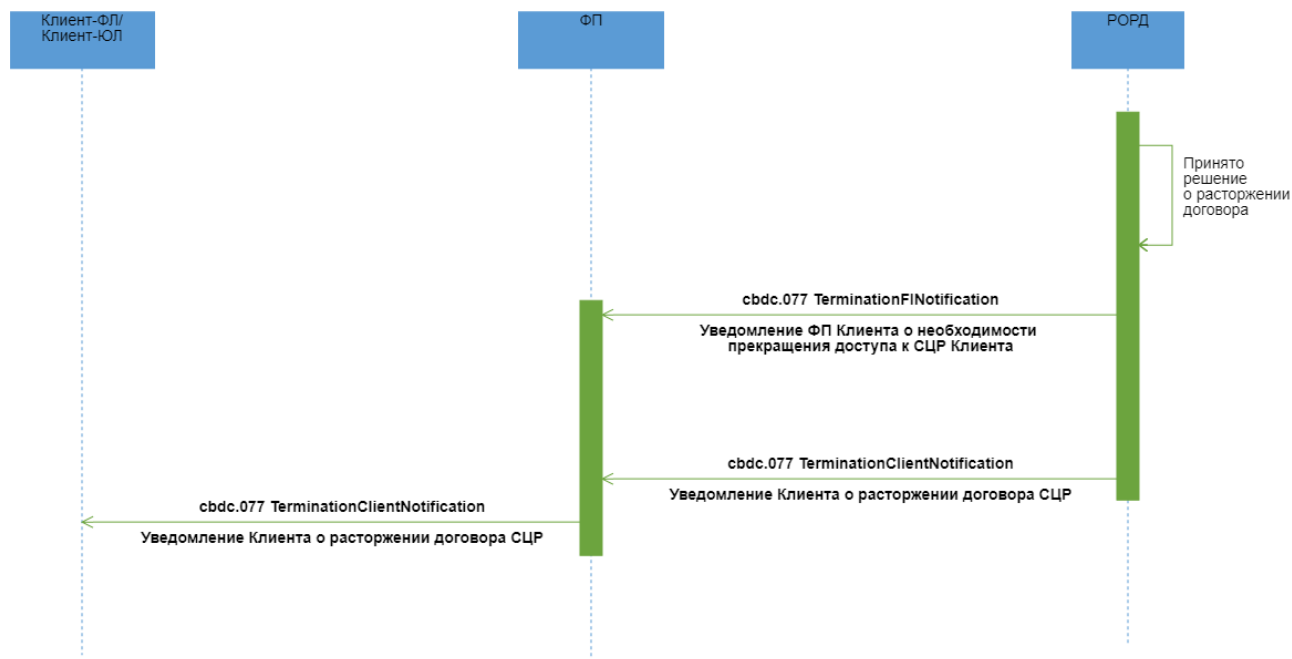 Клиент-ФЛ/
Клиент-ЮЛ
ФП
РОРД
Принято
решение
о расторжении
договора
cbdc.077 TerminationFINotification
Уведомление ФП Клиента о необходимости
прекращения доступа к СЦР Клиента
cbdc.077 TerminationClientNotification
Уведомление Клиента о расторжении договора СЦР
cbdc.077 TerminationClientNotification
Уведомление Клиента о расторжении договора СЦР